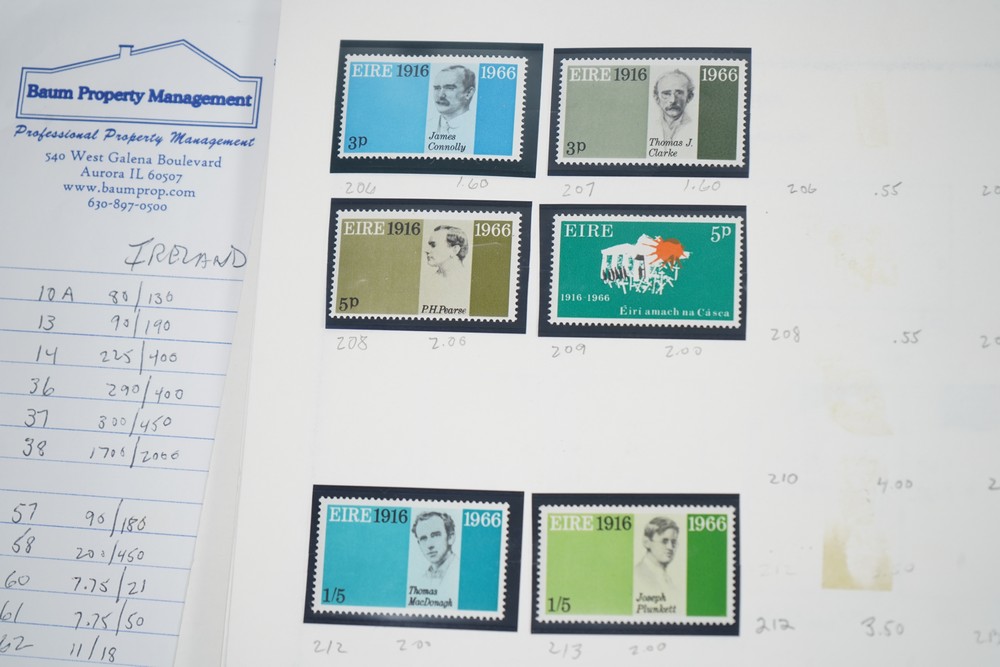 Baum Property Management
Professional Property Management
540 West Galena Boulevard
Aurora IL 60507
www.baumprop.com
630-897-0500
IRELAND
10A 80/130
13 90/190
14 225/400
36 290/400
37 300/450
38 1700/2000
57 90/180
58 200/450
60 7.75/21
61 7.75/50
62 11/18
EIRE 1916 1966
3p
James
Connolly
206 1.60
EIRE 1916 1966
3p
Thomas J.
Clarke
207 1.60
EIRE 1916 1966
5p
P.H.Pearse
208 2.00
EIRE 5p
1916-1966
Éirí amach na Cásca
209 2.00
EIRE 1916 1966
1/5
Thomas
MacDonagh
212 2.00
EIRE 1916 1966
1/5
Joseph
Plunkett
213 2.00
206 .55
208 .55
210 4.00
212 3.50
212 3.50